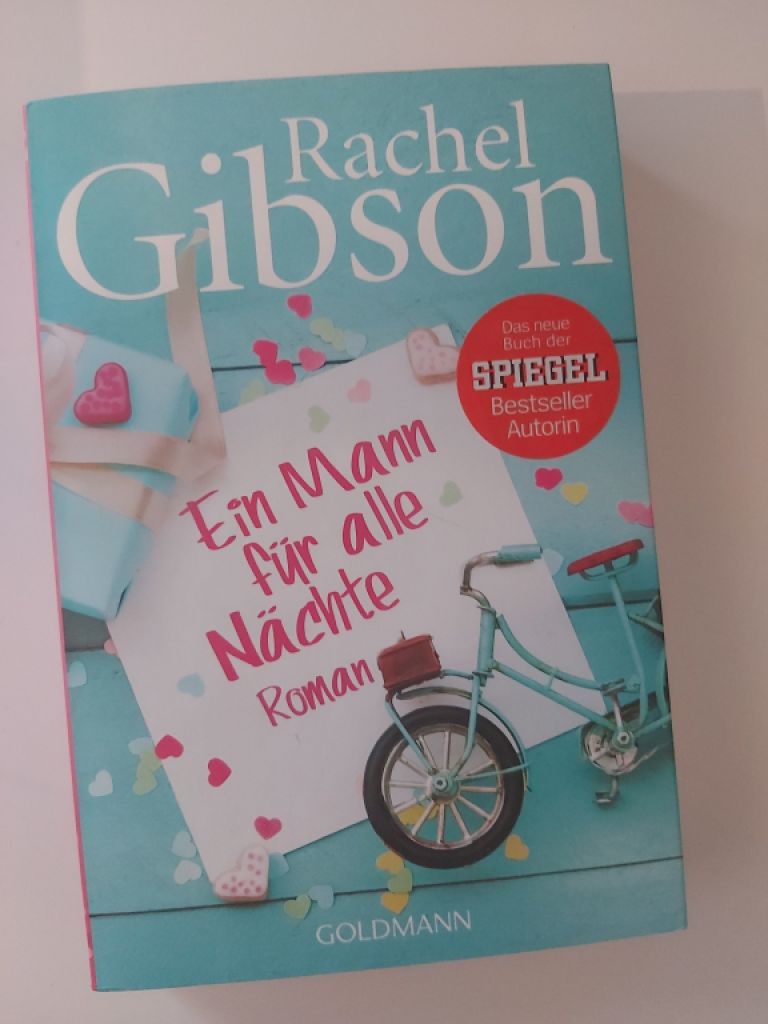 Rachel
Gibson
Das neue
Buch der
SPIEGEL
Bestseller
Autorin
Ein Mann
für alle
Nächte
Roman
GOLDMANN